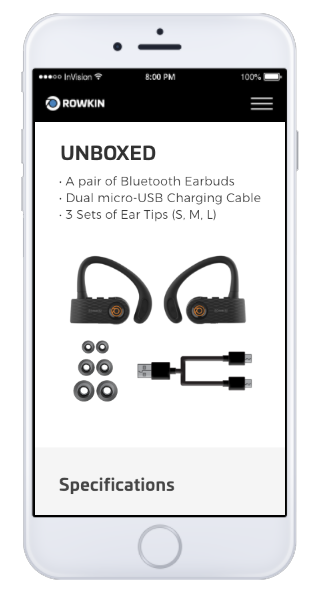 ●●●○○ InVision 8:00 PM 100%
ROWKIN
UNBOXED
· A pair of Bluetooth Earbuds
· Dual micro-USB Charging Cable
· 3 Sets of Ear Tips (S, M, L)
Specifications